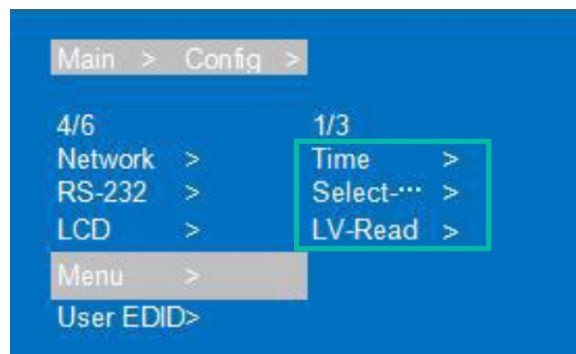 Main > Config >
4/6
Network >
RS-232 >
LCD >
Menu >
User EDID>
1/3
Time >
Select-··· >
LV-Read >